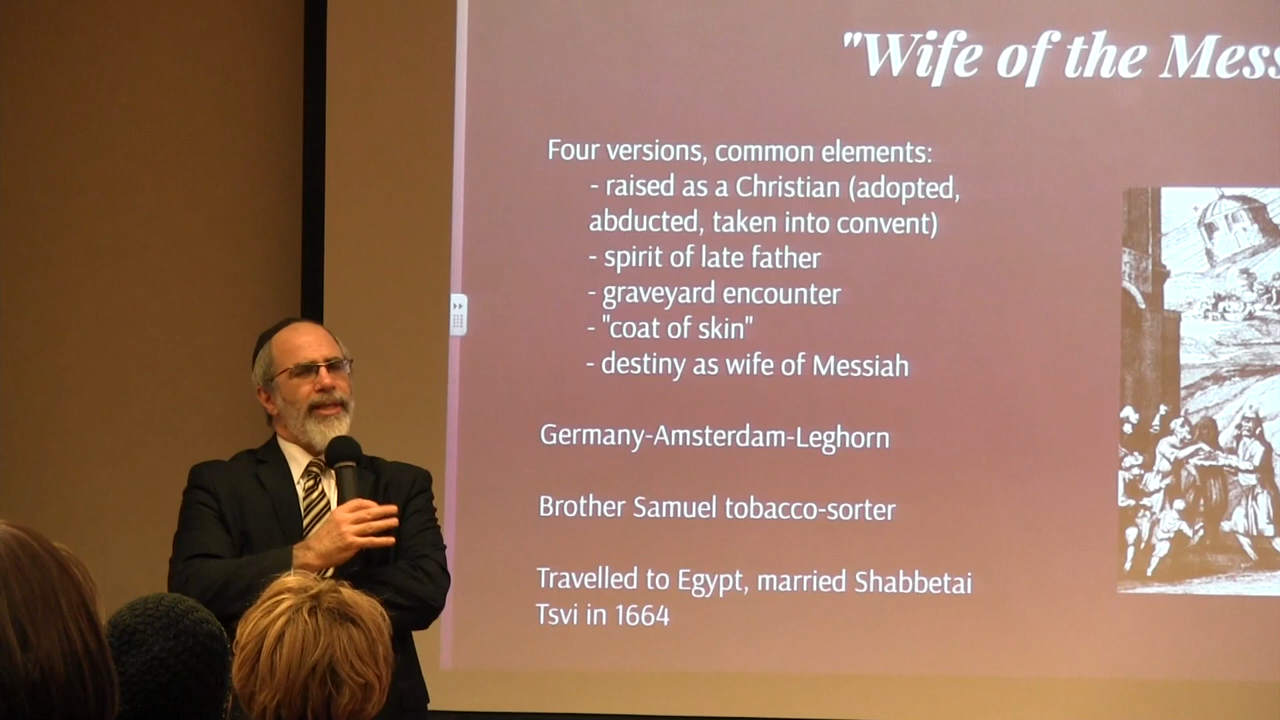 "Wife of the Mess
Four versions, common elements:
- raised as a Christian (adopted,
abducted, taken into convent)
- spirit of late father
- graveyard encounter
- "coat of skin"
- destiny as wife of Messiah
Germany-Amsterdam-Leghorn
Brother Samuel tobacco-sorter
Travelled to Egypt, married Shabbetai
Tsvi in 1664